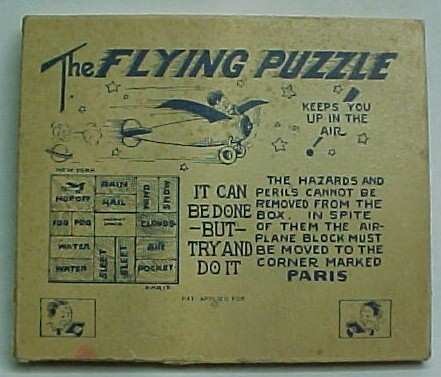 The FLYING PUZZLE
KEEPS YOU
UP IN THE
AIR
NEW YORK
HOP OFF
RAIN
HAIL
WIND
SNOW
FOG FOG
CLOUDS
WATER
SLEET
SLEET
AIR
WATER
POCKET
PARIS
IT CAN
BE DONE
-BUT-
TRY AND
DO IT
THE HAZARDS AND
PERILS CANNOT BE
REMOVED FROM THE
BOX. IN SPITE
OF THEM THE AIR-
PLANE BLOCK MUST
BE MOVED TO THE
CORNER MARKED
PARIS
PAT. APPLIED FOR